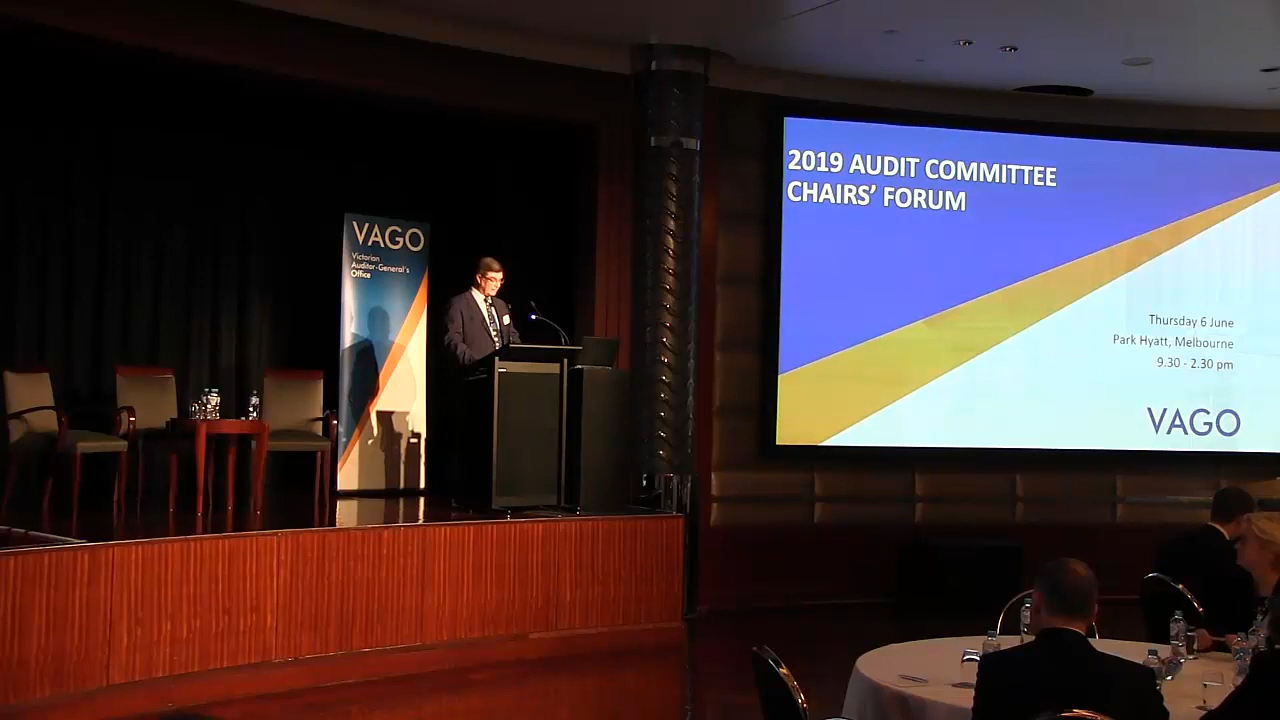 VAGO
Victorian
Auditor-General's
Office
2019 AUDIT COMMITTEE
CHAIRS' FORUM
Thursday 6 June
Park Hyatt, Melbourne
9.30 - 2.30 pm
VAGO